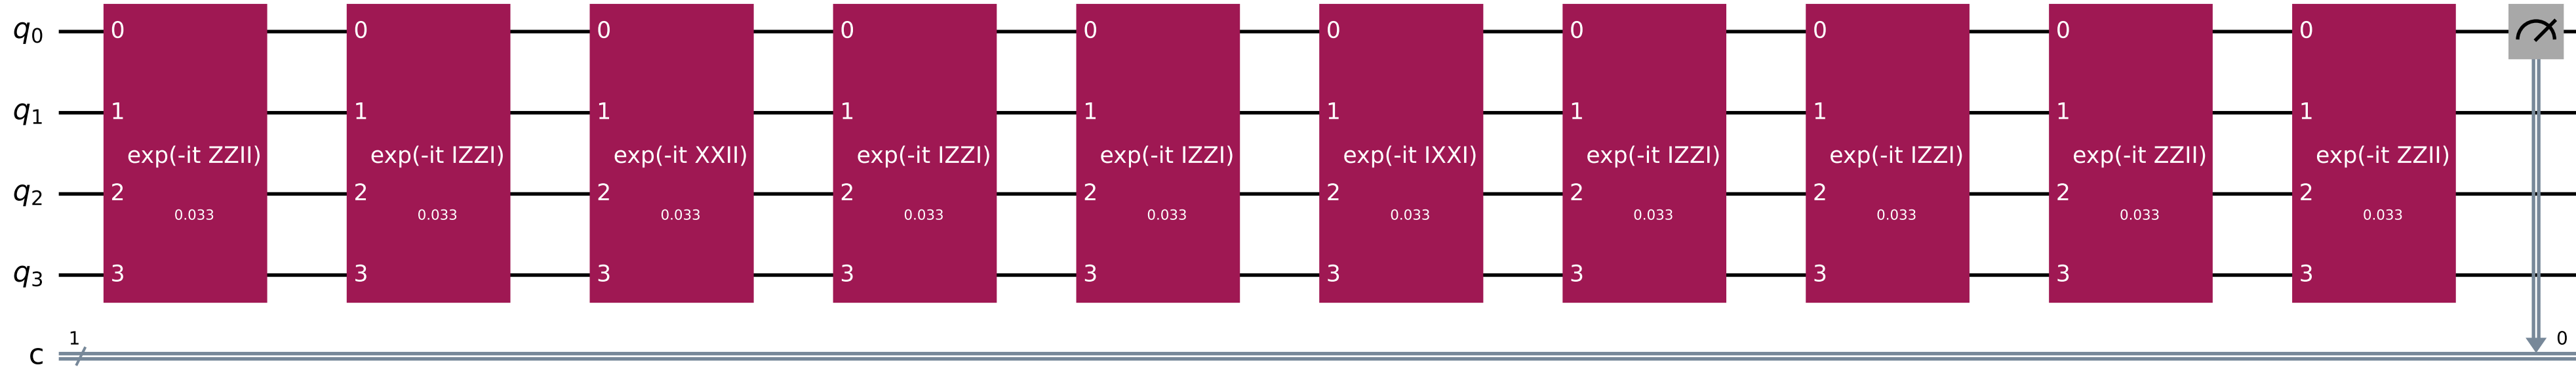 q0 0 0 0 0 0 0 0 0 0 0
q1 1 1 1 1 1 1 1 1 1 1
exp(-it ZZII) exp(-it IZZI) exp(-it XXII) exp(-it IZZI) exp(-it IZZI) exp(-it IXXI) exp(-it IZZI) exp(-it IZZI) exp(-it ZZII) exp(-it ZZII)
q2 2 2 2 2 2 2 2 2 2 2
0.033 0.033 0.033 0.033 0.033 0.033 0.033 0.033 0.033 0.033
q3 3 3 3 3 3 3 3 3 3 3
1 0
c